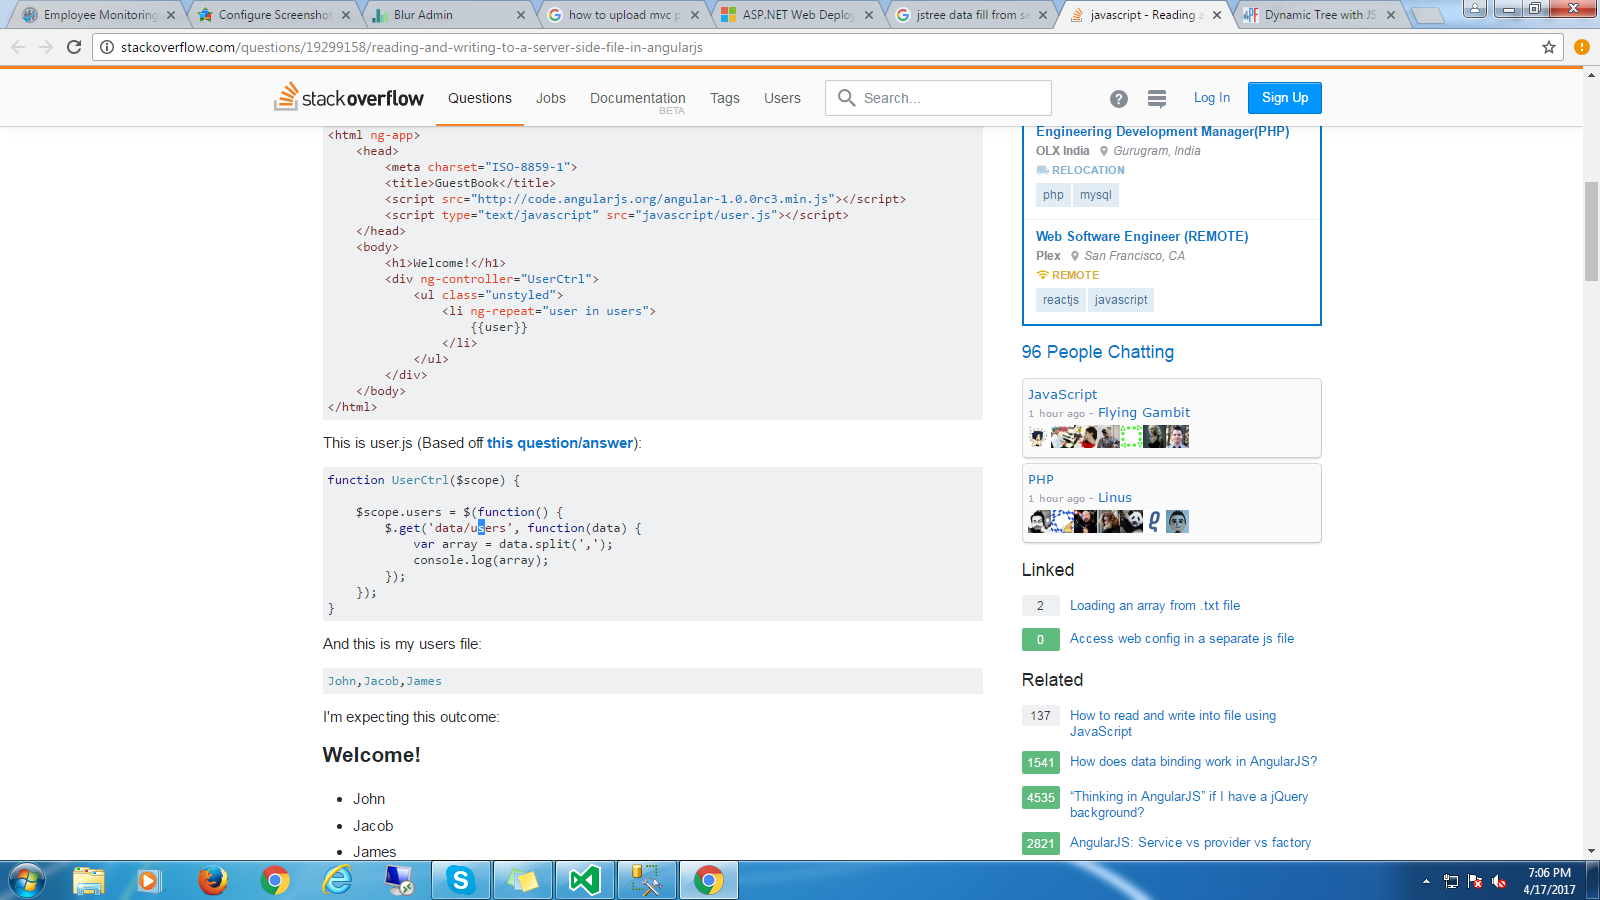 Employee Monitoring
Configure Screenshot
Blur Admin
how to upload mvc p
ASP.NET Web Deploy
jstree data fill from se
javascript - Reading a
Dynamic Tree with JS
stackoverflow.com/questions/19299158/reading-and-writing-to-a-server-side-file-in-angularjs
stackoverflow
Questions
Jobs
Documentation
BETA
Tags
Users
Search...
?
Log In
Sign Up
<html ng-app>
<head>
<meta charset="ISO-8859-1">
<title>GuestBook</title>
<script src="http://code.angularjs.org/angular-1.0.0rc3.min.js"></script>
<script type="text/javascript" src="javascript/user.js"></script>
</head>
<body>
<h1>Welcome!</h1>
<div ng-controller="UserCtrl">
<ul class="unstyled">
<li ng-repeat="user in users">
{{user}}
</li>
</ul>
</div>
</body>
</html>
This is user.js (Based off this question/answer):
function UserCtrl($scope) {
$scope.users = $(function() {
$.get('data/users', function(data) {
var array = data.split(',');
console.log(array);
});
});
}
And this is my users file:
John,Jacob,James
I'm expecting this outcome:
Welcome!
• John
• Jacob
• James
Engineering Development Manager(PHP)
OLX India Gurugram, India
RELOCATION
php mysql
Web Software Engineer (REMOTE)
Plex San Francisco, CA
REMOTE
reactjs javascript
96 People Chatting
JavaScript
1 hour ago - Flying Gambit
PHP
1 hour ago - Linus
Linked
2 Loading an array from .txt file
0 Access web config in a separate js file
Related
137 How to read and write into file using
JavaScript
1541 How does data binding work in AngularJS?
4535 “Thinking in AngularJS” if I have a jQuery
background?
2821 AngularJS: Service vs provider vs factory
7:06 PM
4/17/2017